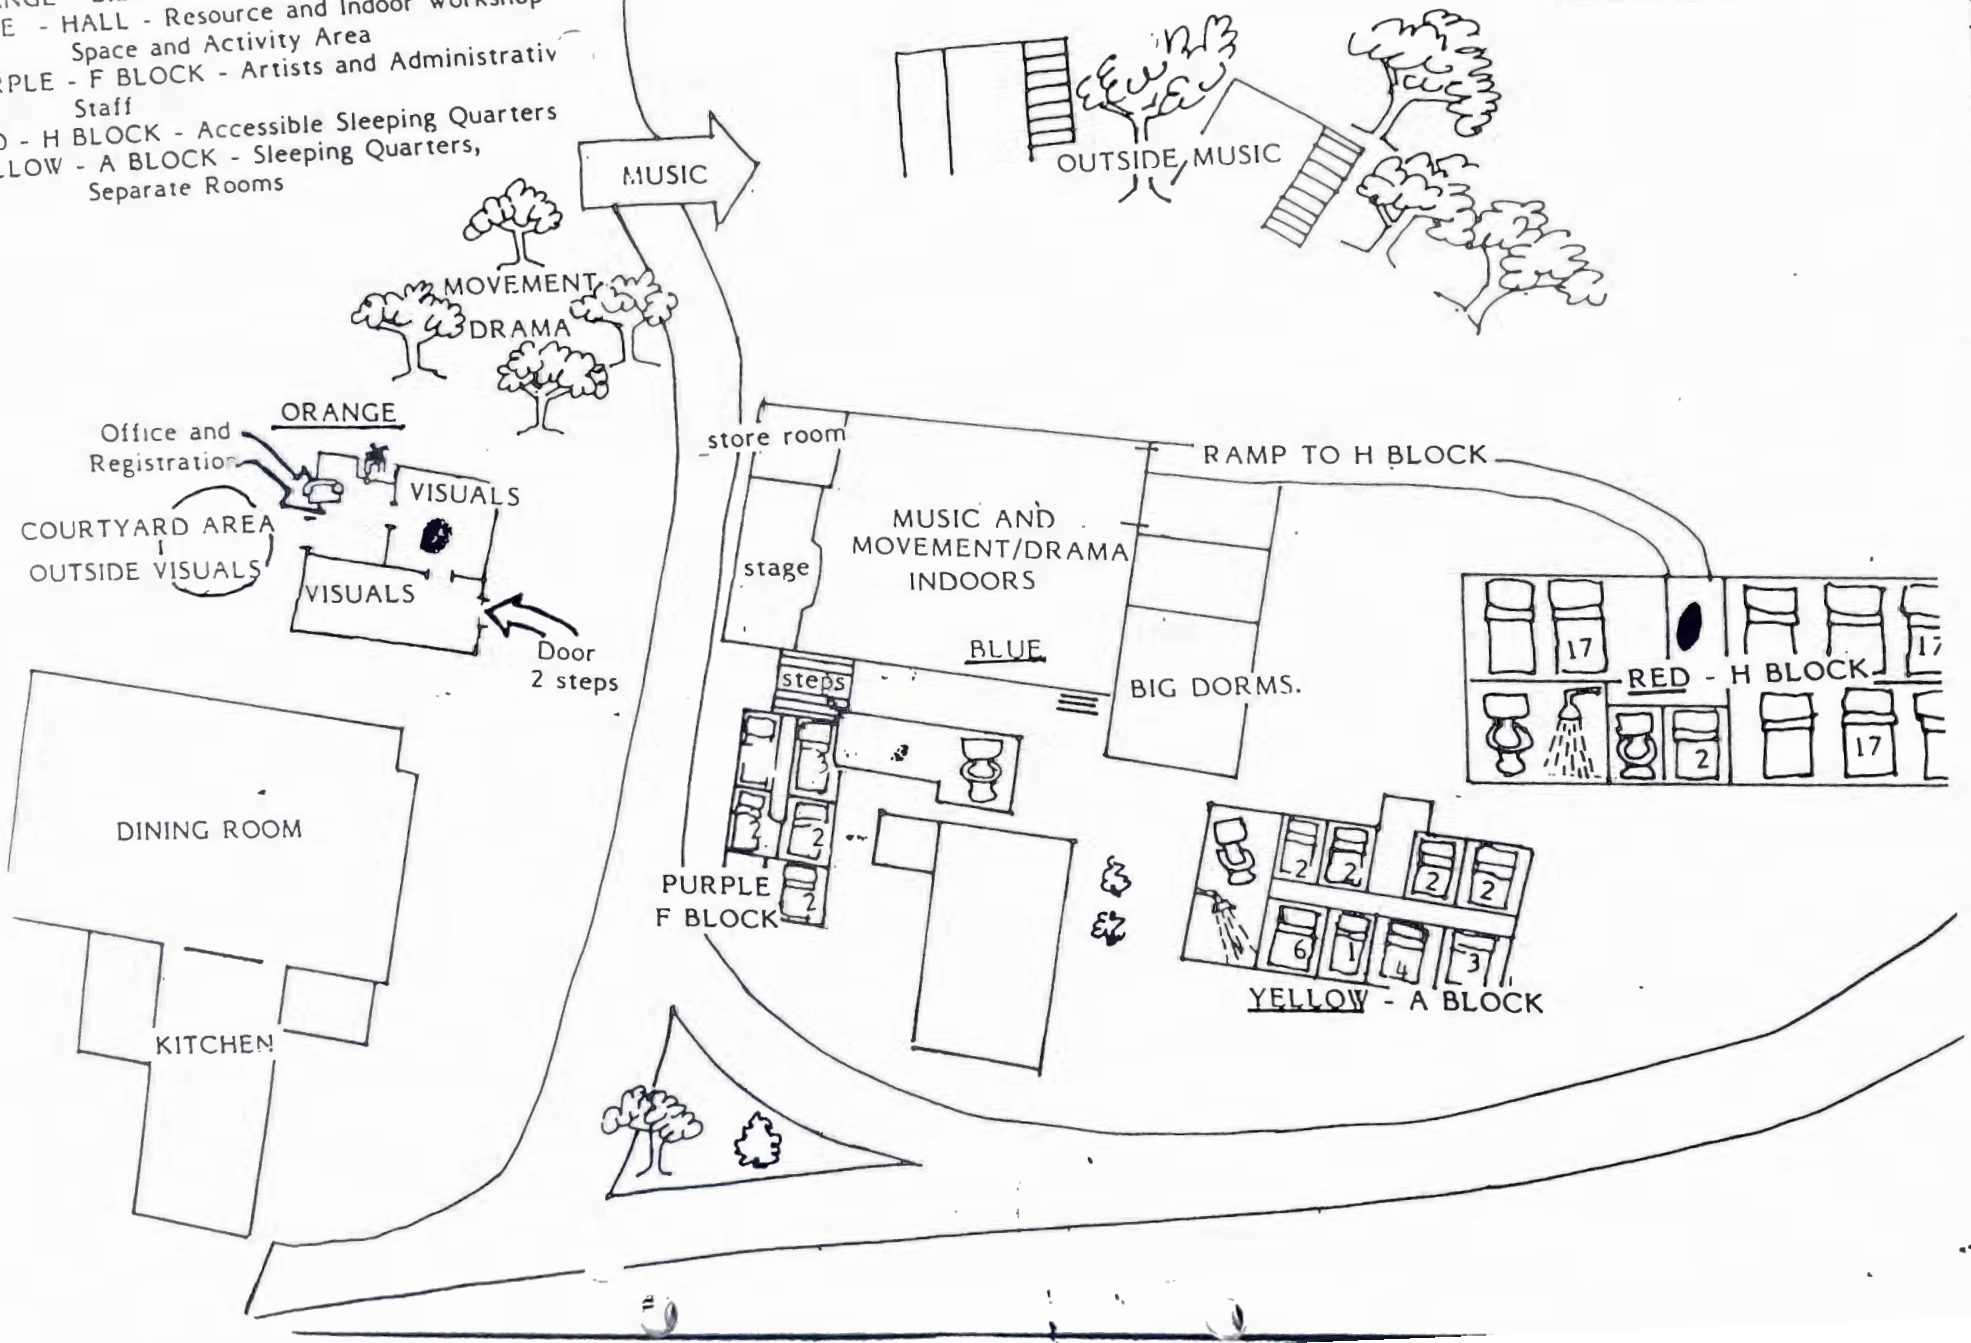 E - HALL - Resource and Indoor Workshop
Space and Activity Area
RPLE - F BLOCK - Artists and Administrativ
Staff
D - H BLOCK - Accessible Sleeping Quarters
LLOW - A BLOCK - Sleeping Quarters,
Separate Rooms
MUSIC
OUTSIDE MUSIC
MOVEMENT
DRAMA
ORANGE
Office and
Registration
VISUALS
COURTYARD AREA
OUTSIDE VISUALS
VISUALS
Door
2 steps
store room
stage
MUSIC AND
MOVEMENT/DRAMA
INDOORS
BLUE
RAMP TO H BLOCK
BIG DORMS.
steps
17
17
RED - H BLOCK
2
17
DINING ROOM
KITCHEN
3
2
2
2
PURPLE
F BLOCK
2
2
2
2
6
1
4
3
YELLOW - A BLOCK